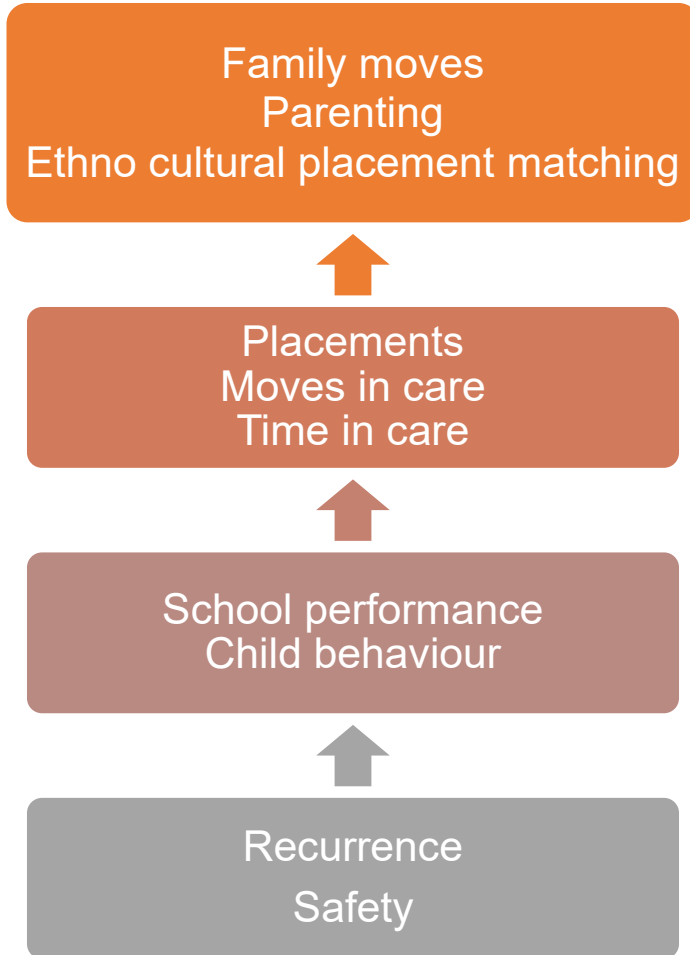 Family moves
Parenting
Ethno cultural placement matching
Placements
Moves in care
Time in care
School performance
Child behaviour
Recurrence
Safety